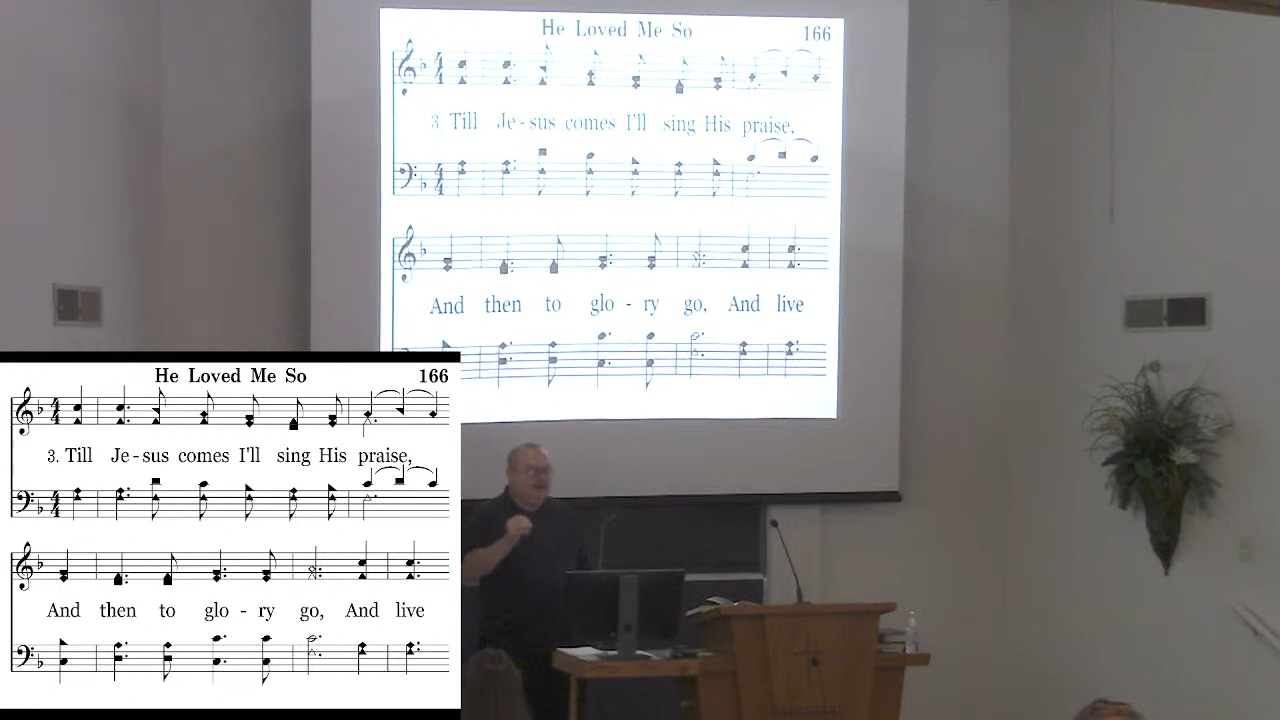 He Loved Me So 166
3. Till Je-sus comes I'll sing His praise,
And then to glo - ry go, And live
He Loved Me So 166
3. Till Je-sus comes I'll sing His praise,
And then to glo - ry go, And live